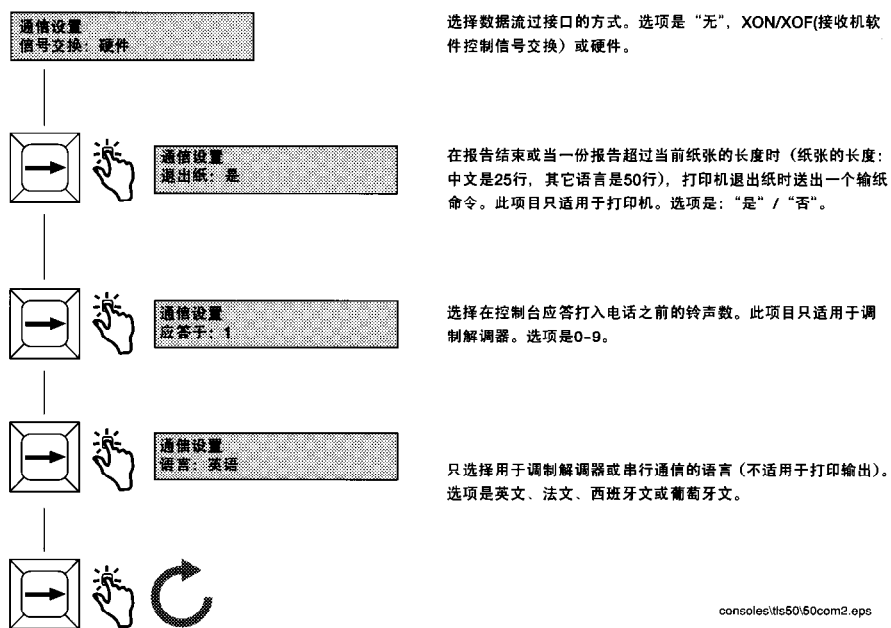 通信设置
信号交换：硬件
选择数据流过接口的方式。选项是“无”，XON/XOF(接收机软
件控制信号交换）或硬件。
通信设置
退出纸：是
在报告结束或当一份报告超过当前纸张的长度时（纸张的长度：
中文是25行，其它语言是50行），打印机退出纸时送出一个输纸
命令。此项目只适用于打印机。选项是：“是” / “否”。
通信设置
应答于：1
选择在控制台应答打入电话之前的铃声数。此项目只适用于调
制解调器。选项是0-9。
通信设置
语言：英语
只选择用于调制解调器或串行通信的语言（不适用于打印输出）。
选项是英文、法文、西班牙文或葡萄牙文。
consoles\tls50\50com2.eps